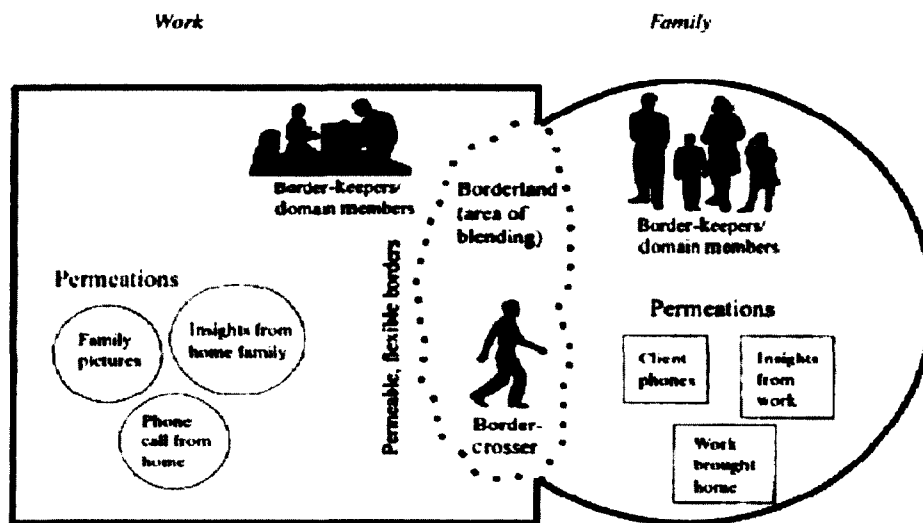 Work
Family
Border-keepers/
domain members
Borderland
(area of
blending)
Border-keepers/
domain members
Permeable, flexible borders
Permeations
Family
pictures
Insights from
home family
Phone
call from
home
Border-
crosser
Permeations
Client
phones
Insights
from
work
Work
brought
home